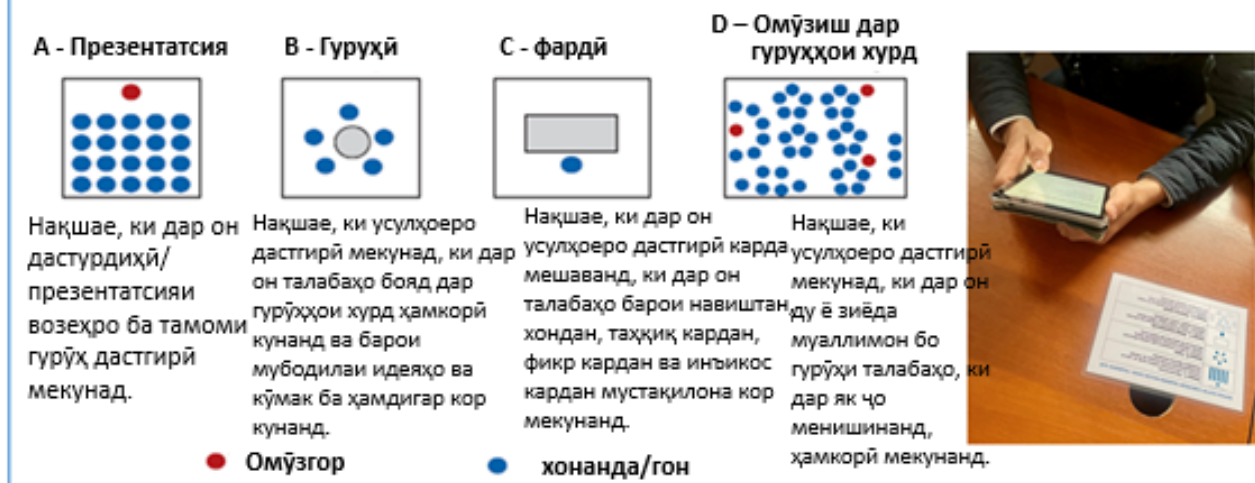 A - Презентатсия
B - Гурӯҳӣ
C - фардӣ
D – Омӯзиш дар
гурӯҳҳои хурд
Нақшае, ки дар он
дастурдиҳӣ/
презентатсияи
возеҳро ба тамоми
гурӯҳ дастгирӣ
мекунад.
Нақшае, ки усулҳоеро
дастгирӣ мекунад, ки дар
он талабаҳо бояд дар
гурӯҳҳои хурд ҳамкорӣ
кунанд ва барои
мубодилаи идеяҳо ва
кӯмак ба ҳамдигар кор
кунанд.
Нақшае, ки дар он
усулҳоеро дастгирӣ карда
мешаванд, ки дар он
талабаҳо барои навиштан,
хондан, таҳқиқ кардан,
фикр кардан ва инъикос
кардан мустақилона кор
мекунанд.
Нақшае, ки
усулҳоеро дастгирӣ
мекунад, ки дар он
ду ё зиёда
муаллимон бо
гурӯҳи талабаҳо, ки
дар як ҷо
менишинанд,
ҳамкорӣ мекунанд.
Омӯзгор
хонанда/гон